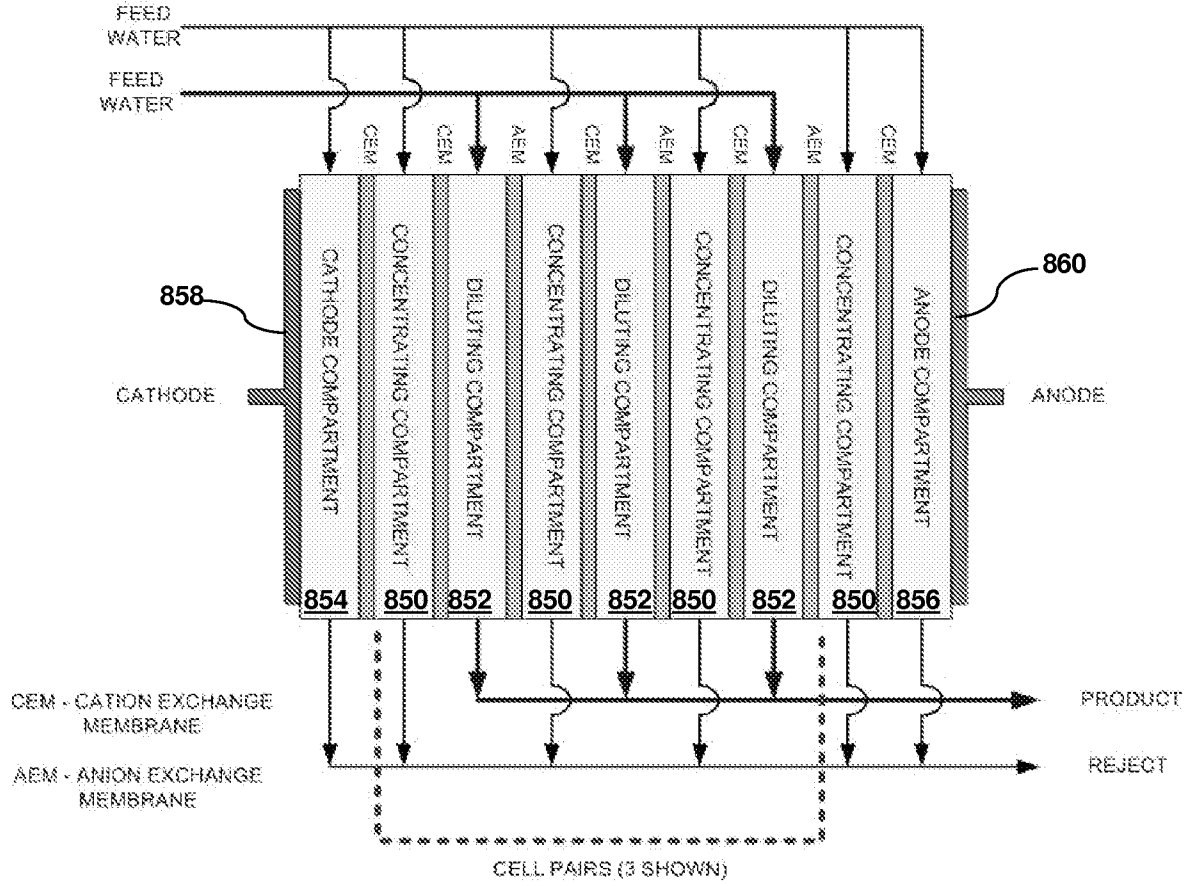 FEED
WATER
FEED
WATER
CEM
CEM
AEM
CEM
AEM
CEM
AEM
CEM
858
860
CATHODE
ANODE
CATHODE COMPARTMENT
CONCENTRATING COMPARTMENT
DILUTING COMPARTMENT
CONCENTRATING COMPARTMENT
DILUTING COMPARTMENT
CONCENTRATING COMPARTMENT
DILUTING COMPARTMENT
CONCENTRATING COMPARTMENT
ANODE COMPARTMENT
854
850
852
850
852
850
852
850
856
CEM - CATION EXCHANGE
MEMBRANE
AEM - ANION EXCHANGE
MEMBRANE
PRODUCT
REJECT
CELL PAIRS (3 SHOWN)